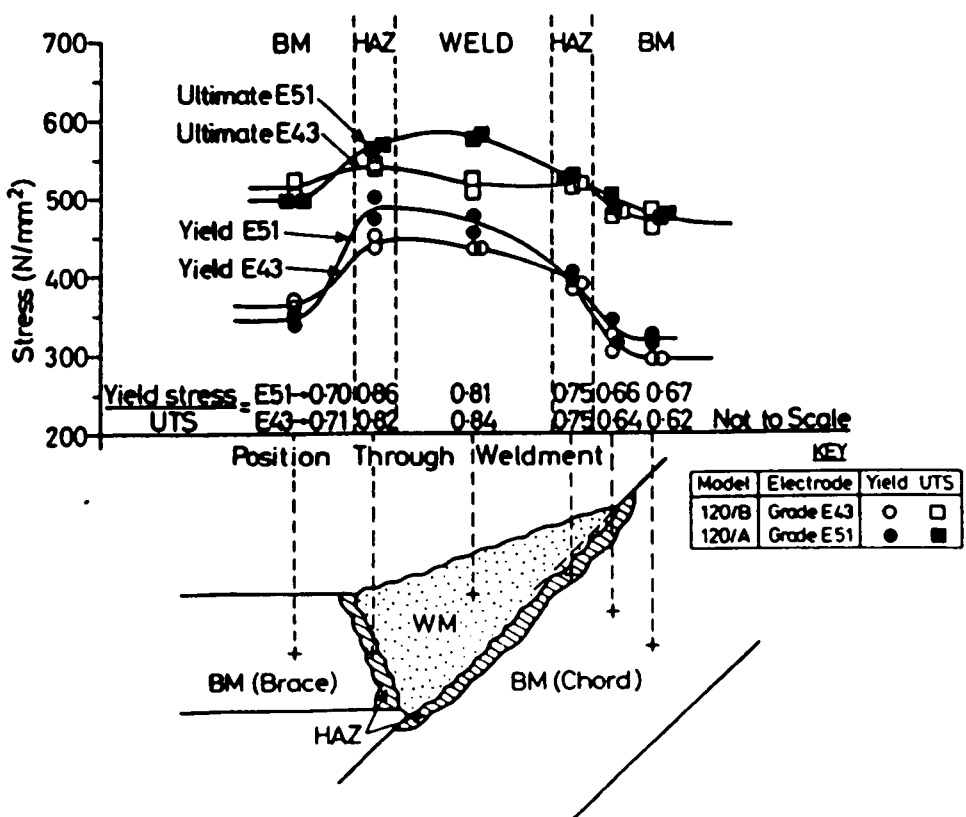 700
BM HAZ WELD HAZ BM
Ultimate E51
600
Ultimate E43
500
Yield E51
400
Yield E43
Stress (N/mm²)
300
Yield stress = E51→0·70 0·86 0·81 0·75 0·66 0·67
UTS E43→0·71 0·82 0·84 0·75 0·64 0·62 Not to Scale
200
Position Through Weldment
KEY
Model Electrode Yield UTS
120/B Grade E43 ○ □
120/A Grade E51 ● ■
WM
BM (Brace)
BM (Chord)
HAZ